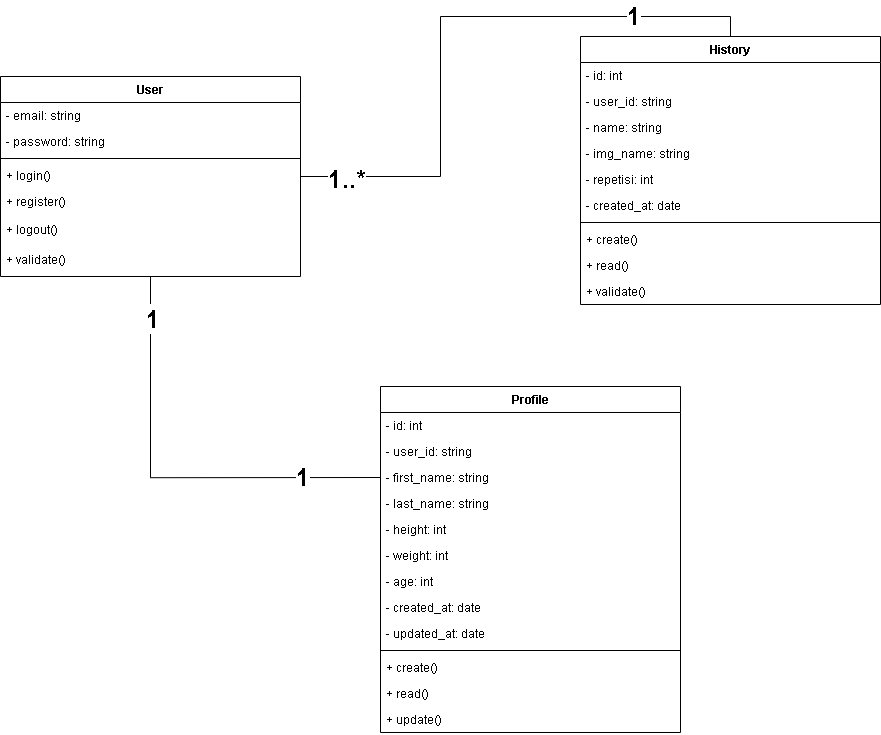 User
- email: string
- password: string
+ login()
+ register()
+ logout()
+ validate()
1..*
1
History
- id: int
- user_id: string
- name: string
- img_name: string
- repetisi: int
- created_at: date
+ create()
+ read()
+ validate()
1
1
Profile
- id: int
- user_id: string
- first_name: string
- last_name: string
- height: int
- weight: int
- age: int
- created_at: date
- updated_at: date
+ create()
+ read()
+ update()